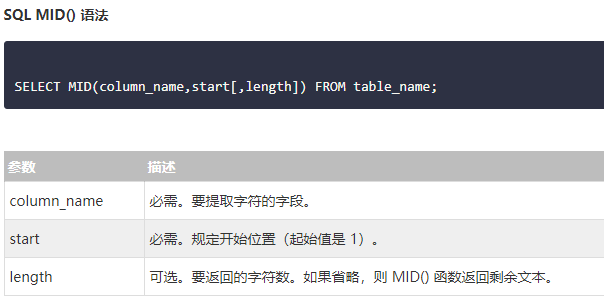 SQL MID() 语法
SELECT MID(column_name,start[,length]) FROM table_name;
参数 描述
column_name 必需。要提取字符的字段。
start 必需。规定开始位置（起始值是 1）。
length 可选。要返回的字符数。如果省略，则 MID() 函数返回剩余文本。